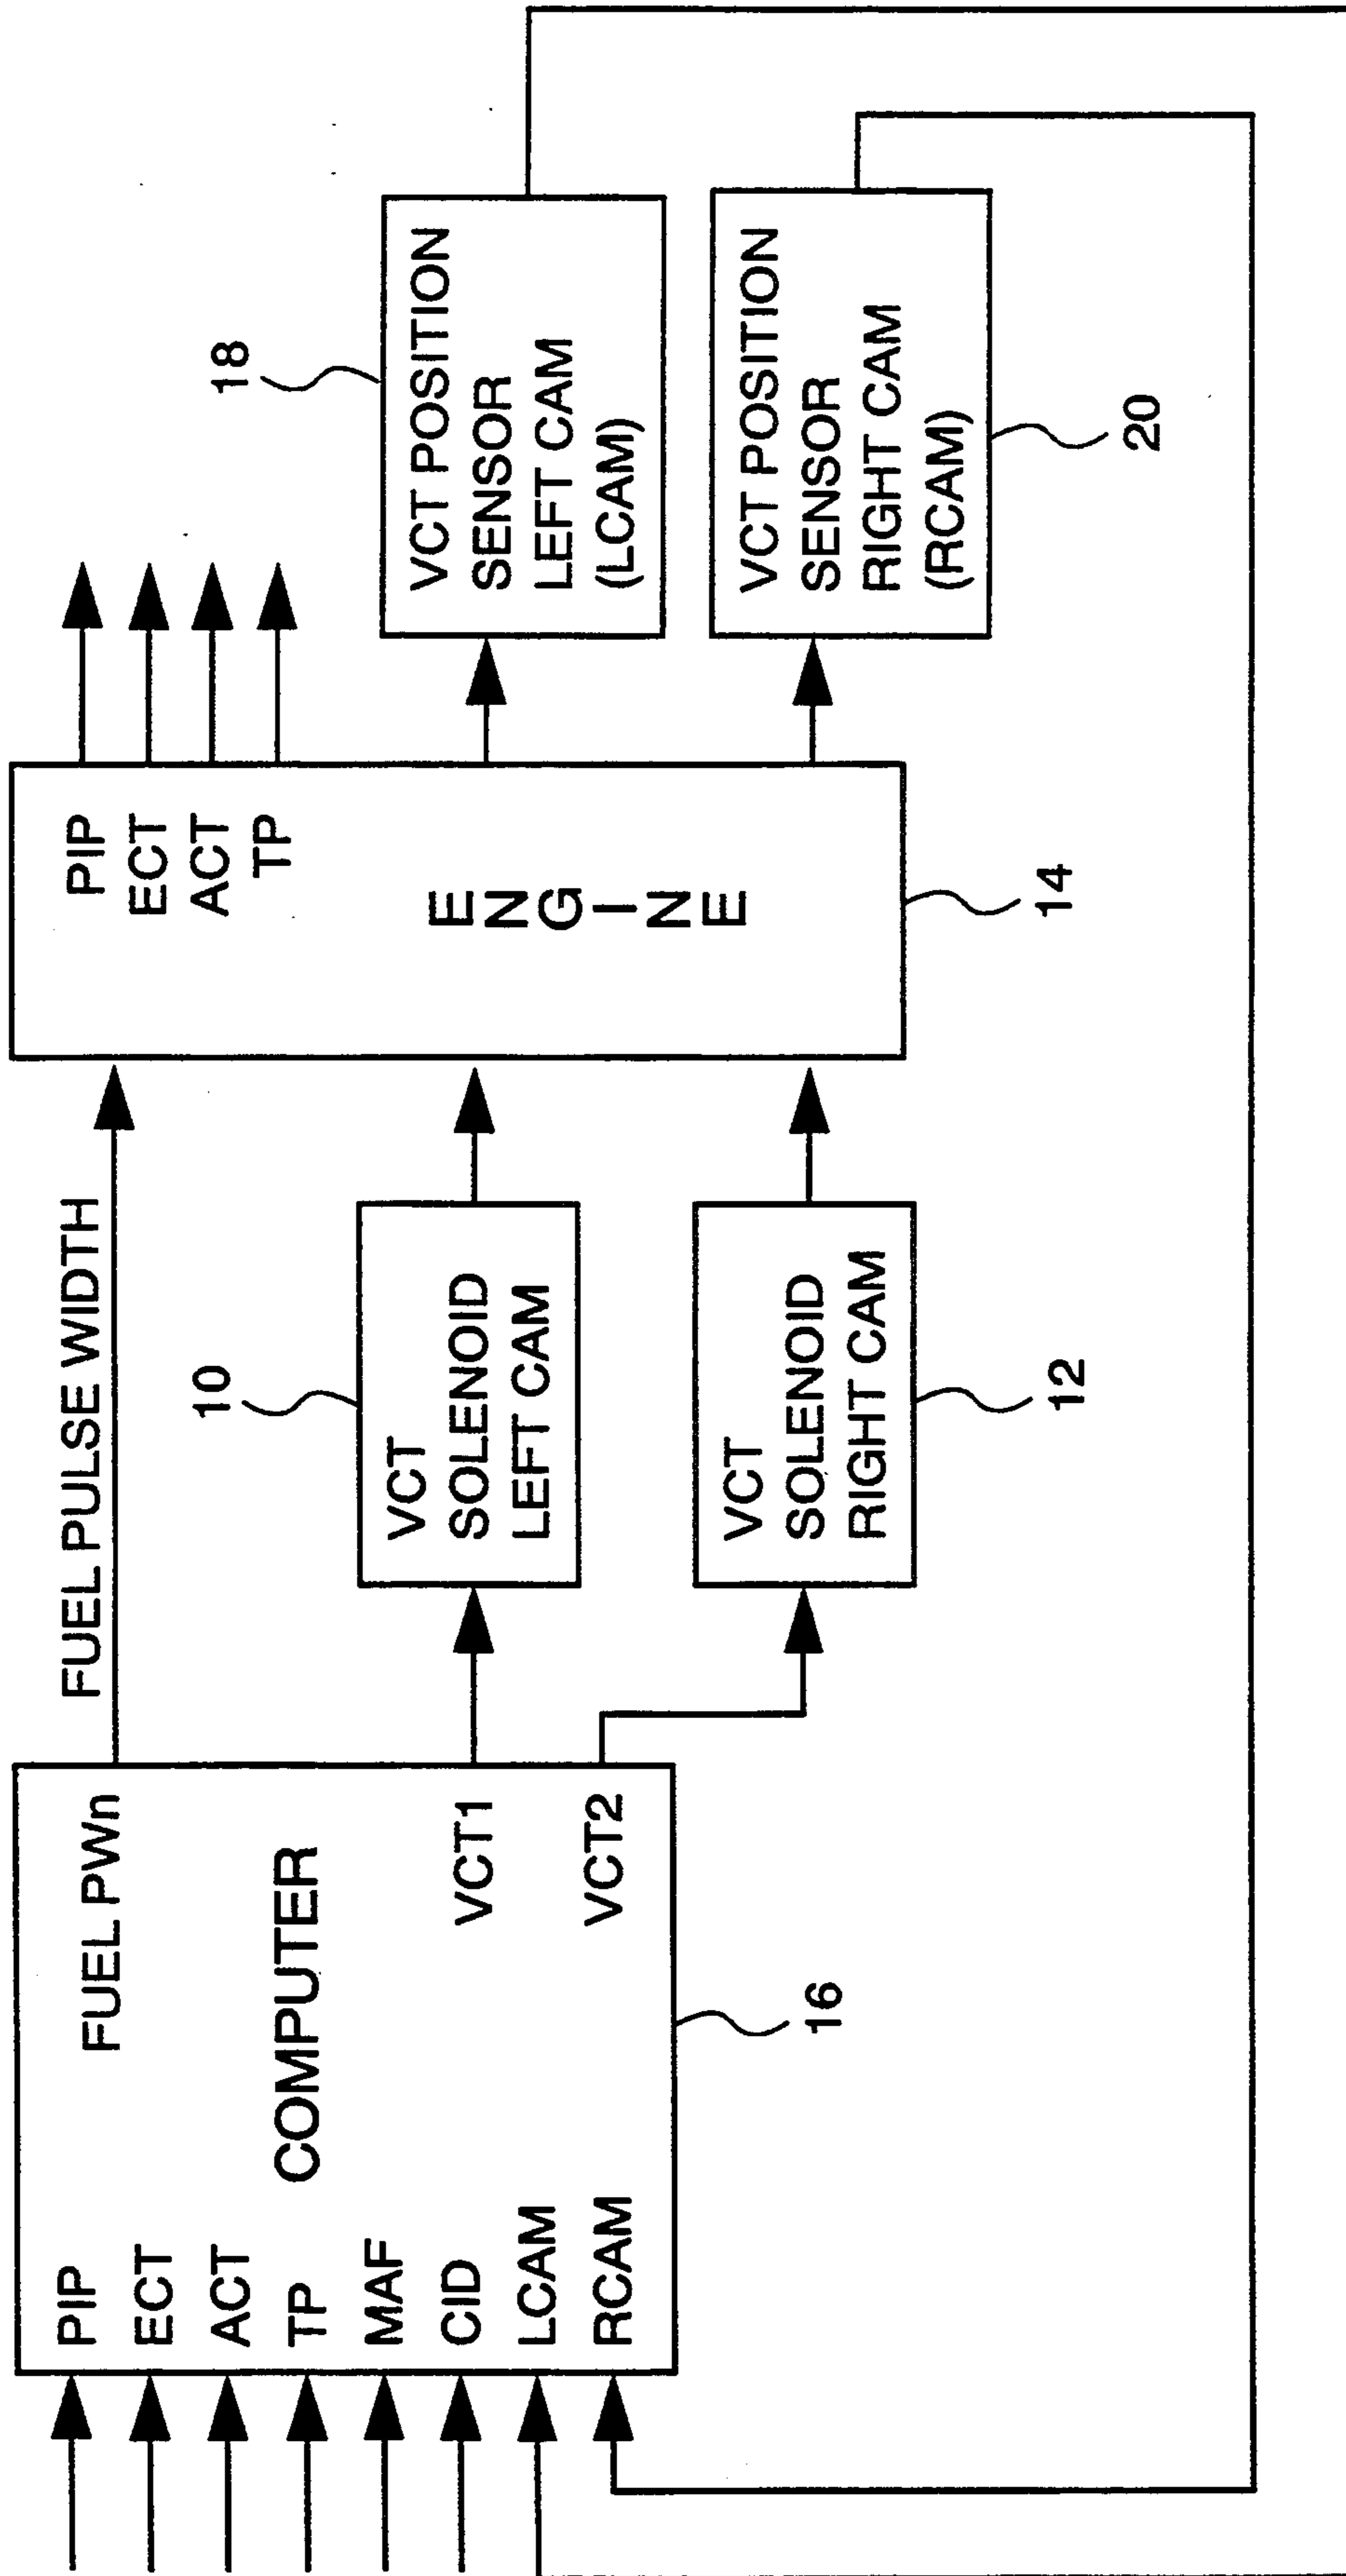 PIP
ECT
ACT
TP
MAF
CID
LCAM
RCAM
FUEL PWn
COMPUTER
VCT1
VCT2
16
FUEL PULSE WIDTH
10
VCT
SOLENOID
LEFT CAM
VCT
SOLENOID
RIGHT CAM
12
PIP
ECT
ACT
TP
ENGINE
14
18
VCT POSITION
SENSOR
LEFT CAM
(LCAM)
VCT POSITION
SENSOR
RIGHT CAM
(RCAM)
20